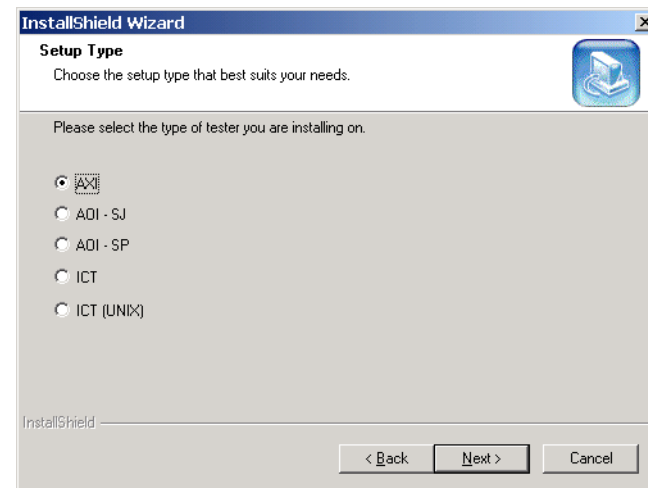 InstallShield Wizard
Setup Type
Choose the setup type that best suits your needs.
Please select the type of tester you are installing on.
AXI
AOI - SJ
AOI - SP
ICT
ICT (UNIX)
InstallShield
< Back Next > Cancel